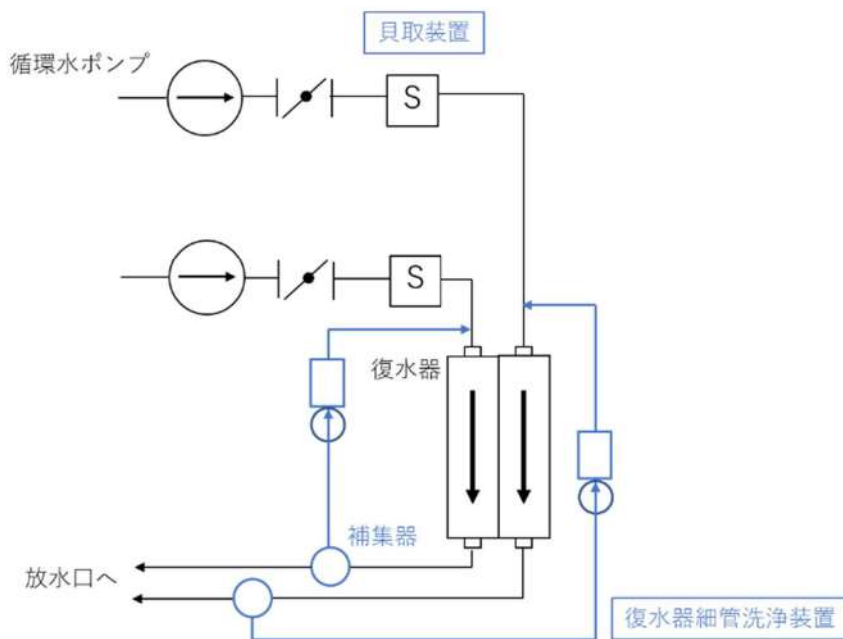 貝取装置
循環水ポンプ
S
S
復水器
補集器
放水口へ
復水器細管洗浄装置